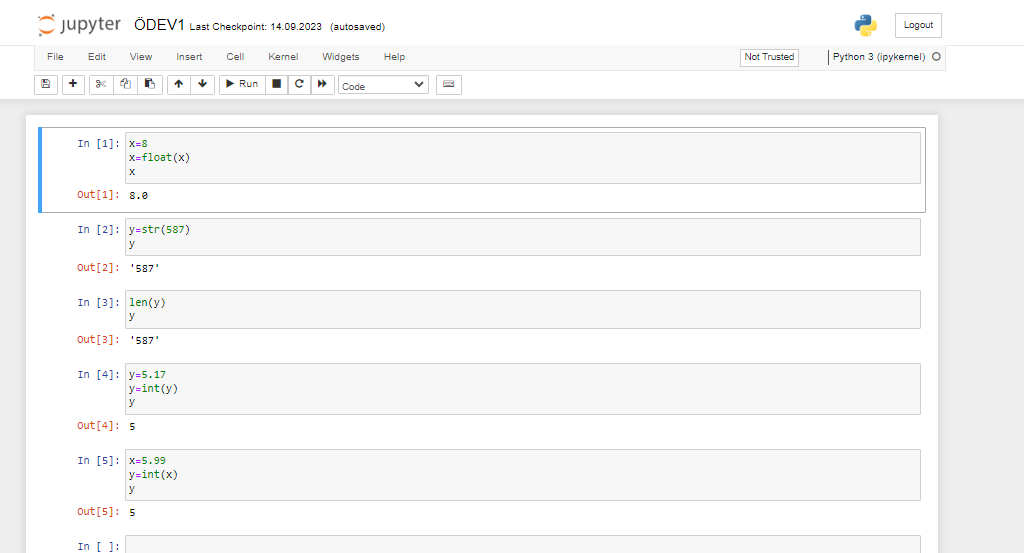 jupyter ÖDEV1 Last Checkpoint: 14.09.2023 (autosaved) Logout
File Edit View Insert Cell Kernel Widgets Help Not Trusted Python 3 (ipykernel)
Run Code
In [1]: x=8
x=float(x)
x
Out[1]: 8.0
In [2]: y=str(587)
y
Out[2]: '587'
In [3]: len(y)
y
Out[3]: '587'
In [4]: y=5.17
y=int(y)
y
Out[4]: 5
In [5]: x=5.99
y=int(x)
y
Out[5]: 5
In [ ]: